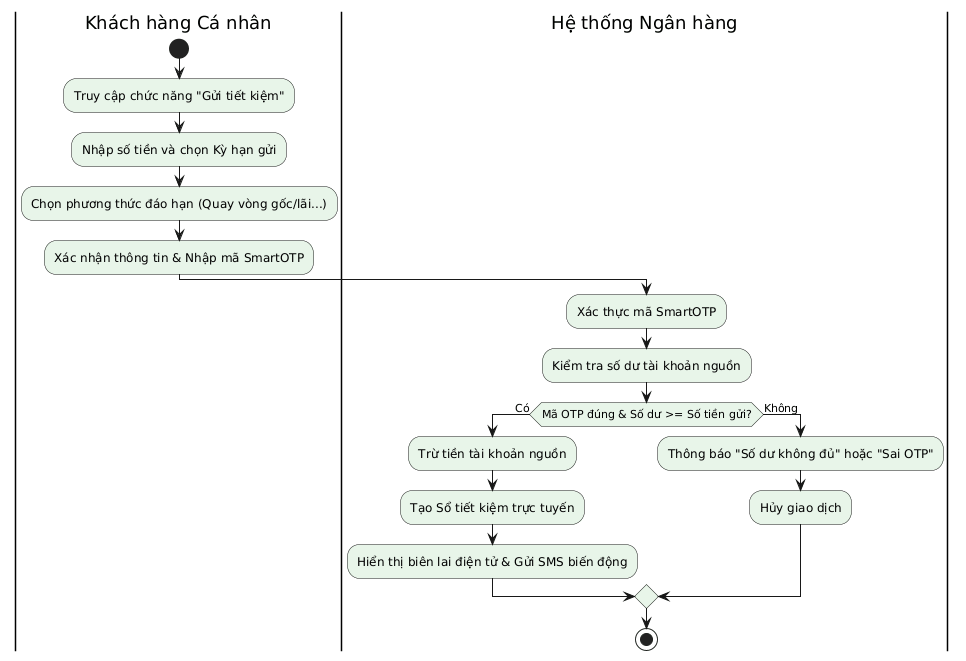 Khách hàng Cá nhân
Hệ thống Ngân hàng
Truy cập chức năng "Gửi tiết kiệm"
Nhập số tiền và chọn Kỳ hạn gửi
Chọn phương thức đáo hạn (Quay vòng gốc/lãi...)
Xác nhận thông tin & Nhập mã SmartOTP
Xác thực mã SmartOTP
Kiểm tra số dư tài khoản nguồn
Mã OTP đúng & Số dư >= Số tiền gửi?
Có
Không
Trừ tiền tài khoản nguồn
Thông báo "Số dư không đủ" hoặc "Sai OTP"
Tạo Sổ tiết kiệm trực tuyến
Hủy giao dịch
Hiển thị biên lai điện tử & Gửi SMS biến động